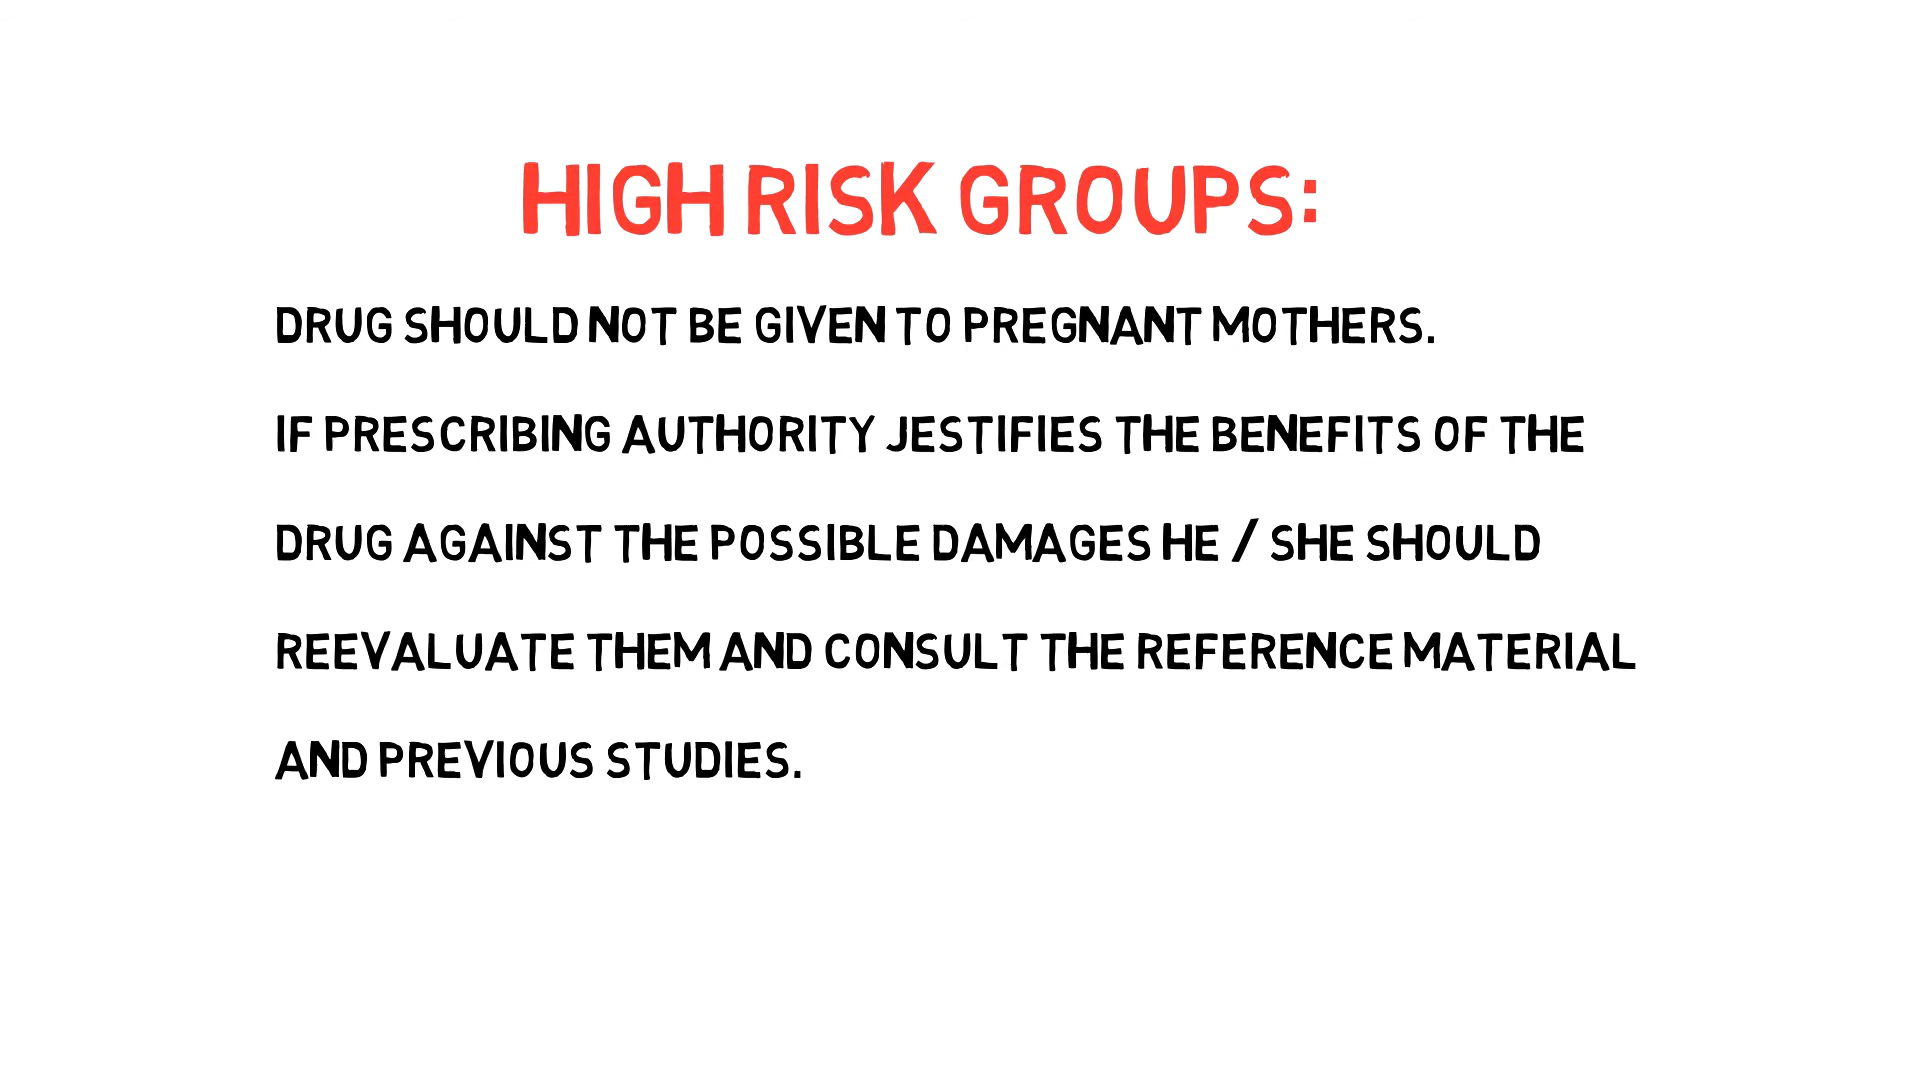 HIGH RISK GROUPS:
DRUG SHOULD NOT BE GIVEN TO PREGNANT MOTHERS.
IF PRESCRIBING AUTHORITY JESTIFIES THE BENEFITS OF THE
DRUG AGAINST THE POSSIBLE DAMAGES HE / SHE SHOULD
REEVALUATE THEM AND CONSULT THE REFERENCE MATERIAL
AND PREVIOUS STUDIES.